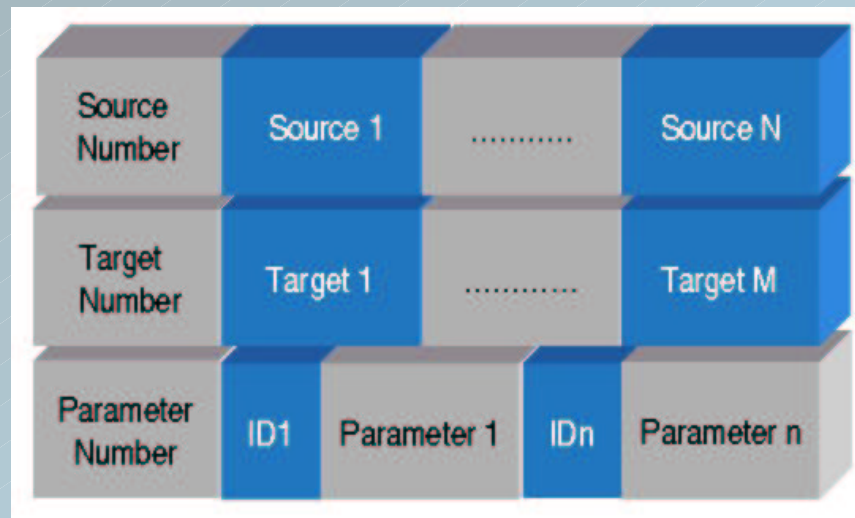 Source
Number
Source 1
...........
Source N
Target
Number
Target 1
............
Target M
Parameter
Number
ID1
Parameter 1
IDn
Parameter n